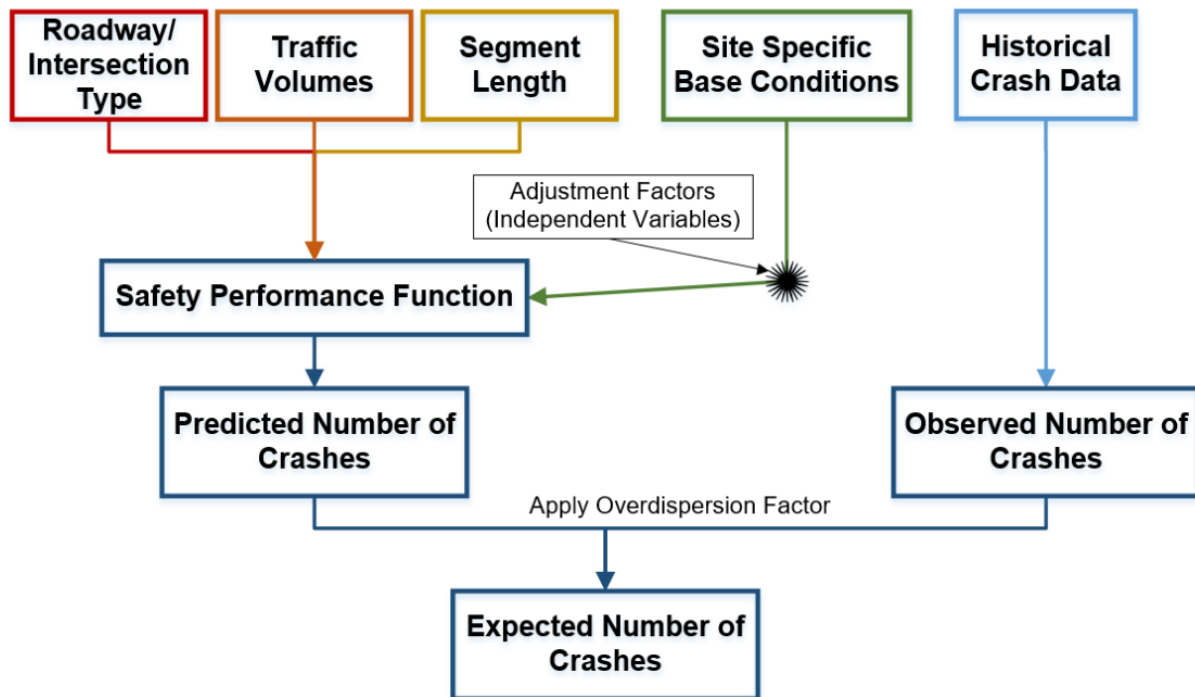 Roadway/
Intersection
Type
Traffic
Volumes
Segment
Length
Site Specific
Base Conditions
Historical
Crash Data
Adjustment Factors
(Independent Variables)
Safety Performance Function
Predicted Number of
Crashes
Observed Number of
Crashes
Apply Overdispersion Factor
Expected Number of
Crashes